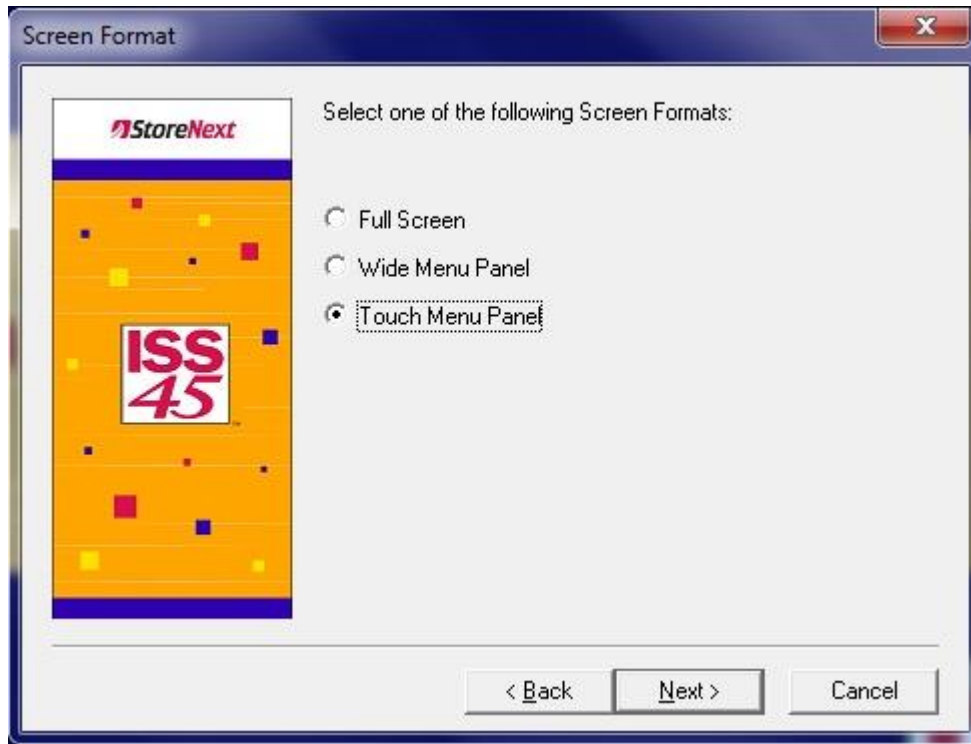 Screen Format
StoreNext
Select one of the following Screen Formats:
Full Screen
Wide Menu Panel
Touch Menu Panel
ISS
45
< Back
Next >
Cancel